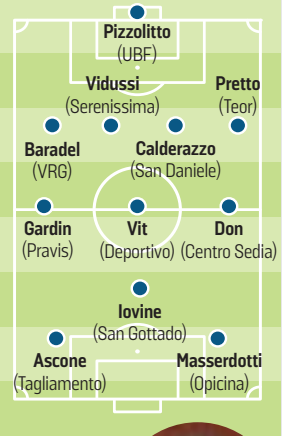 Pizzolitto
(UBF)
Vidussi
(Serenissima)
Pretto
(Teor)
Baradel
(VRG)
Calderazzo
(San Daniele)
Gardin
(Pravis)
Vit
(Deportivo)
Don
(Centro Sedia)
Iovine
(San Gottado)
Ascone
(Tagliamento)
Masserdotti
(Opicina)